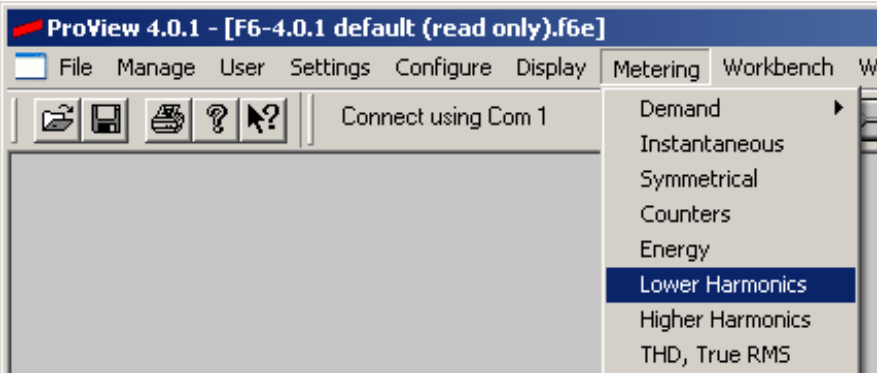 ProView 4.0.1 - [F6-4.0.1 default (read only).f6e]
File Manage User Settings Configure Display Metering Workbench W
Connect using Com 1
Demand
Instantaneous
Symmetrical
Counters
Energy
Lower Harmonics
Higher Harmonics
THD, True RMS